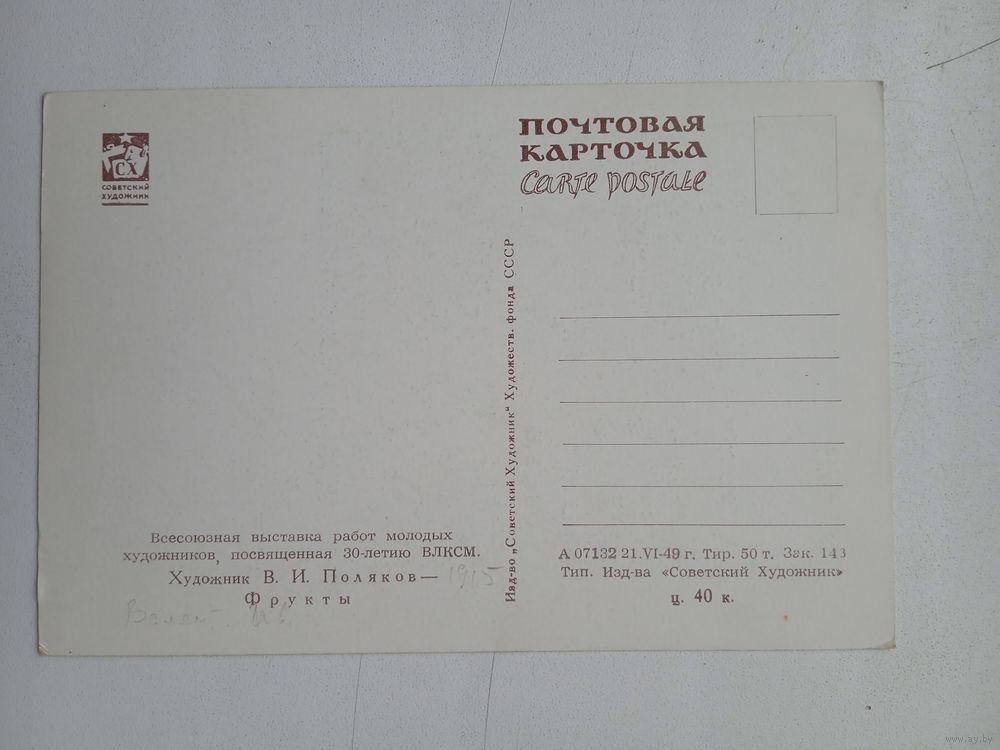 СХ
СОВЕТСКИЙ
ХУДОЖНИК
ПОЧТОВАЯ
КАРТОЧКА
CARTE POSTALE
Изд-во „Советский Художник“ Художеств. фонда СССР
Всесоюзная выставка работ молодых
художников, посвященная 30-летию ВЛКСМ.
Художник В. И. Поляков— 1915
Фрукты
А 07132 21.VI-49 г. Тир. 50 т. Зак. 143
Тип. Изд-ва «Советский Художник»
ц. 40 к.
www.ay.by